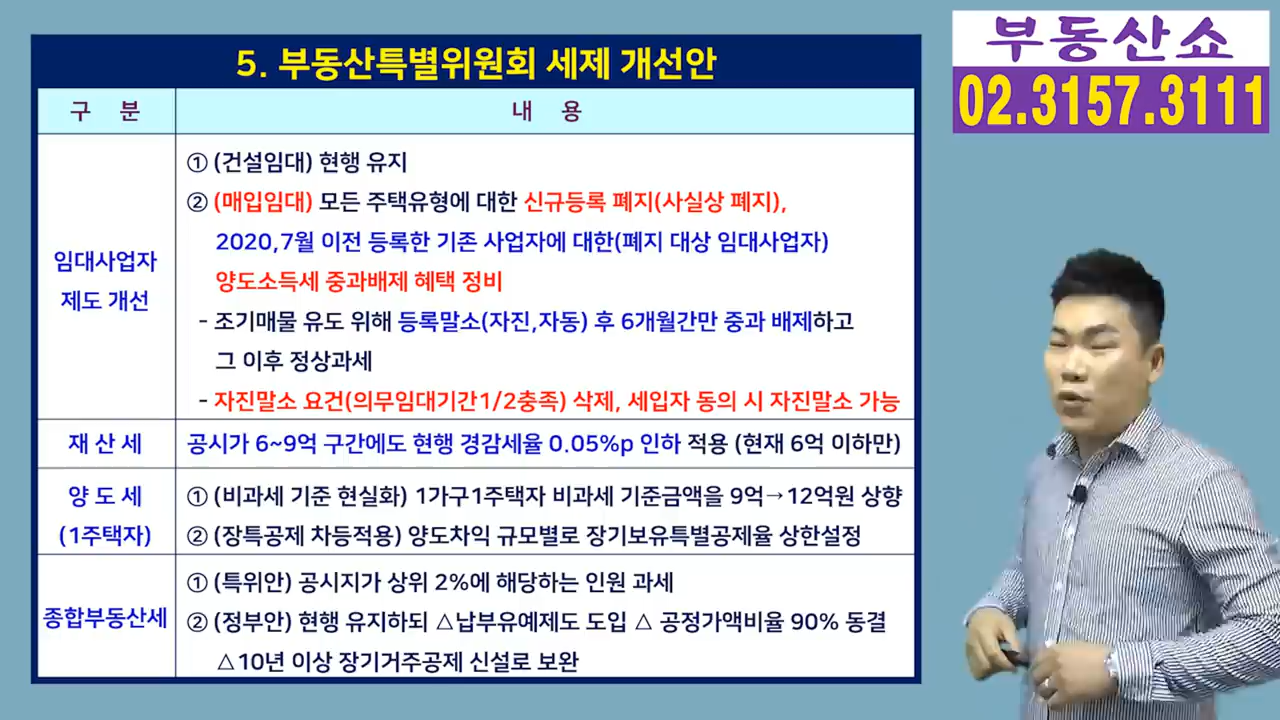 부동산쇼
02.3157.3111
5. 부동산특별위원회 세제 개선안
구 분
내 용
임대사업자
제도 개선
① (건설임대) 현행 유지
② (매입임대) 모든 주택유형에 대한 신규등록 폐지(사실상 폐지),
2020,7월 이전 등록한 기존 사업자에 대한(폐지 대상 임대사업자)
양도소득세 중과배제 혜택 정비
- 조기매물 유도 위해 등록말소(자진,자동) 후 6개월간만 중과 배제하고
그 이후 정상과세
- 자진말소 요건(의무임대기간1/2충족) 삭제, 세입자 동의 시 자진말소 가능
재 산 세
공시가 6~9억 구간에도 현행 경감세율 0.05%p 인하 적용 (현재 6억 이하만)
양 도 세
(1주택자)
① (비과세 기준 현실화) 1가구1주택자 비과세 기준금액을 9억→12억원 상향
② (장특공제 차등적용) 양도차익 규모별로 장기보유특별공제율 상한설정
종합부동산세
① (특위안) 공시지가 상위 2%에 해당하는 인원 과세
② (정부안) 현행 유지하되 △납부유예제도 도입 △ 공정가액비율 90% 동결
△10년 이상 장기거주공제 신설로 보완